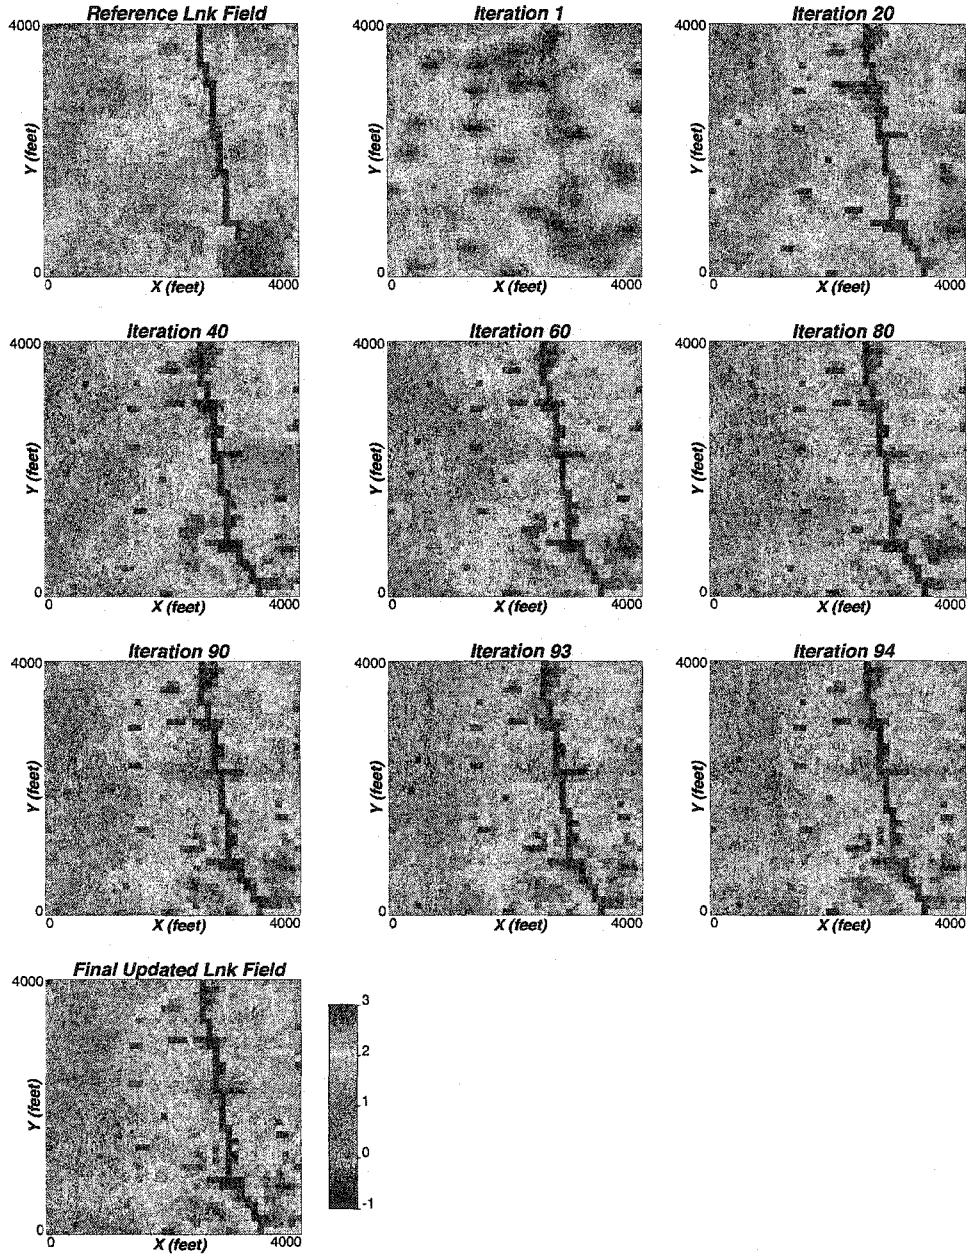 Reference Lnk Field
4000
Y (feet)
0
0
X (feet)
4000
Iteration 1
4000
Y (feet)
0
0
X (feet)
4000
Iteration 20
4000
Y (feet)
0
0
X (feet)
4000
Iteration 40
4000
Y (feet)
0
0
X (feet)
4000
Iteration 60
4000
Y (feet)
0
0
X (feet)
4000
Iteration 80
4000
Y (feet)
0
0
X (feet)
4000
Iteration 90
4000
Y (feet)
0
0
X (feet)
4000
Iteration 93
4000
Y (feet)
0
0
X (feet)
4000
Iteration 94
4000
Y (feet)
0
0
X (feet)
4000
Final Updated Lnk Field
4000
Y (feet)
0
0
X (feet)
4000
3
2
1
0
-1